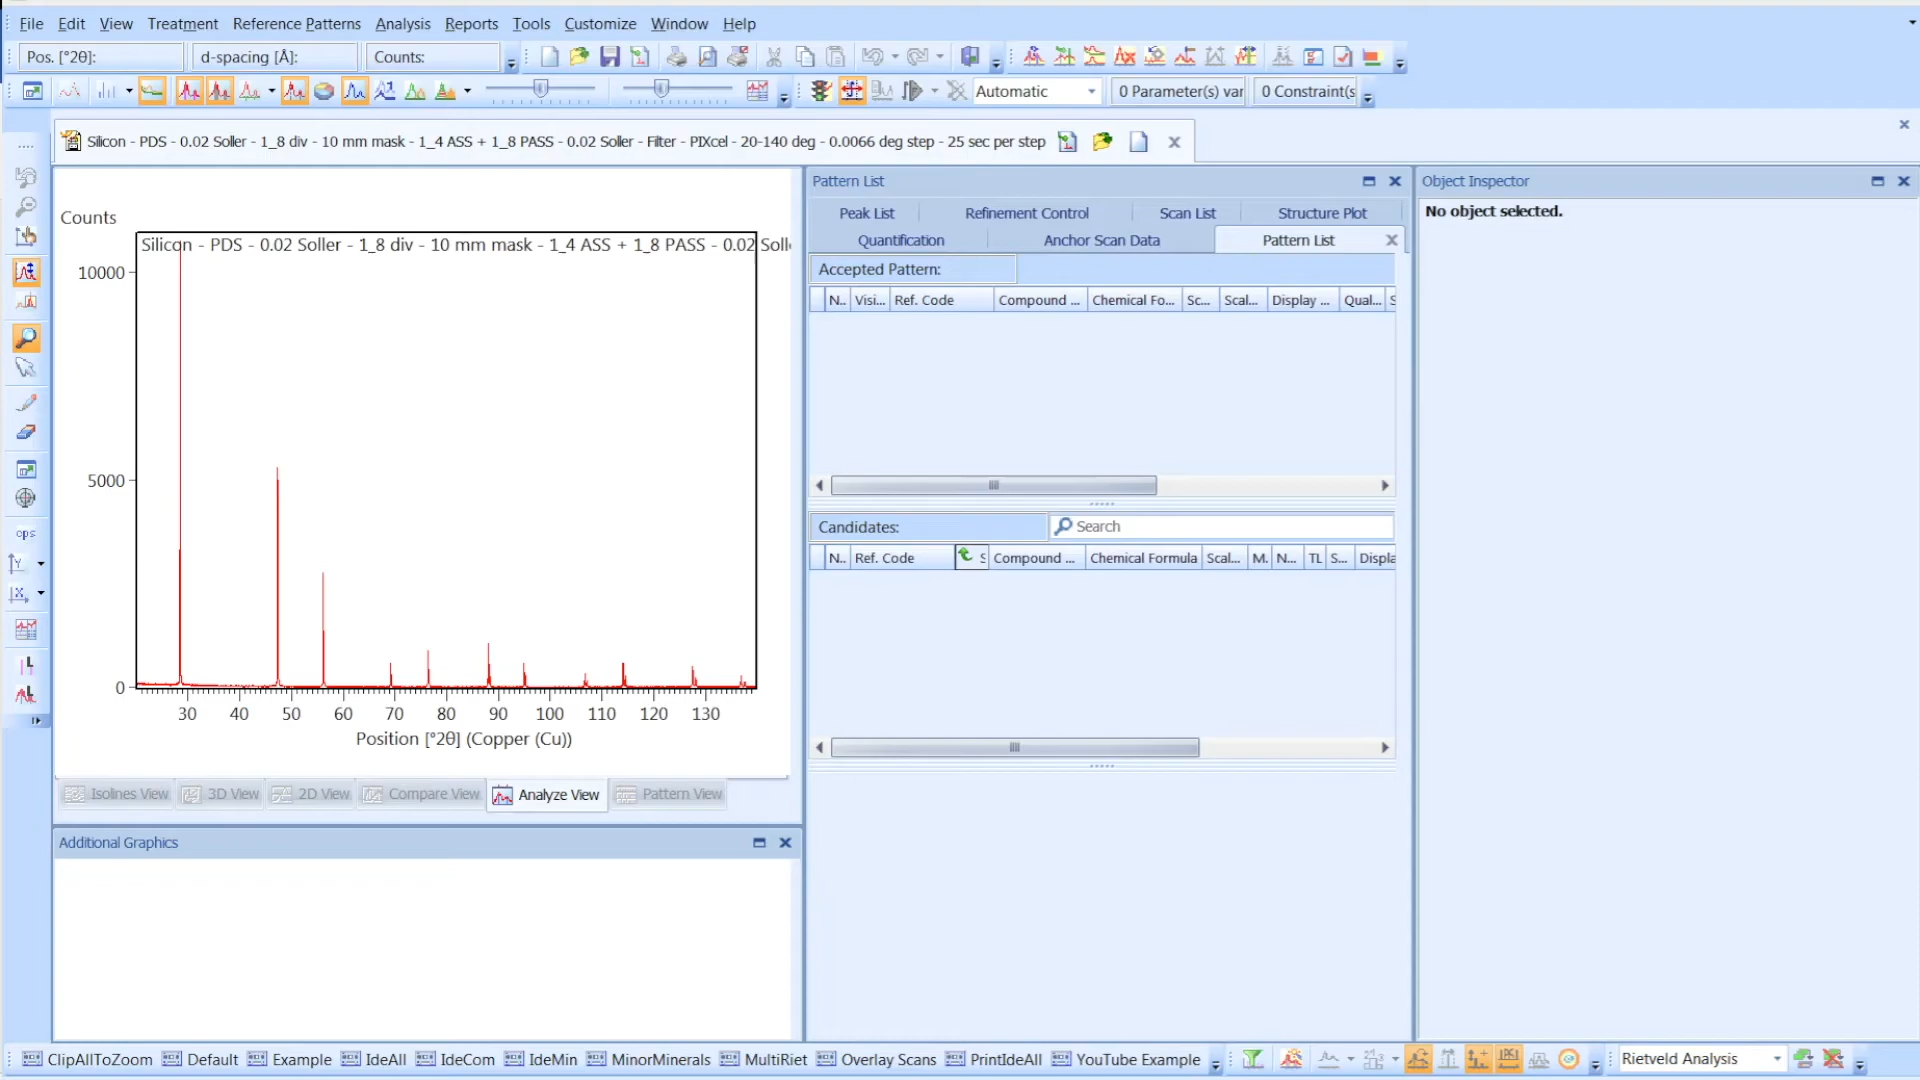 File Edit View Treatment Reference Patterns Analysis Reports Tools Customize Window Help
Pos. [°2θ]: d-spacing [Å]: Counts:
Automatic 0 Parameter(s) var 0 Constraint(s
Silicon - PDS - 0.02 Soller - 1_8 div - 10 mm mask - 1_4 ASS + 1_8 PASS - 0.02 Soller - Filter - PIXcel - 20-140 deg - 0.0066 deg step - 25 sec per step
Counts
Silicon - PDS - 0.02 Soller - 1_8 div - 10 mm mask - 1_4 ASS + 1_8 PASS - 0.02 Soll
10000
5000
0
30 40 50 60 70 80 90 100 110 120 130
Position [°2θ] (Copper (Cu))
cps
Isolines View 3D View 2D View Compare View Analyze View Pattern View
Additional Graphics
Pattern List
Peak List Refinement Control Scan List Structure Plot
Quantification Anchor Scan Data Pattern List
Accepted Pattern:
N.. Visi... Ref. Code Compound ... Chemical Fo... Sc... Scal... Display ... Qual... S
Candidates: Search
N.. Ref. Code S Compound ... Chemical Formula Scal... M. N... TL S... Displa
Object Inspector
No object selected.
ClipAllToZoom Default Example IdeAll IdeCom IdeMin MinorMinerals MultiRiet Overlay Scans PrintIdeAll YouTube Example Rietveld Analysis